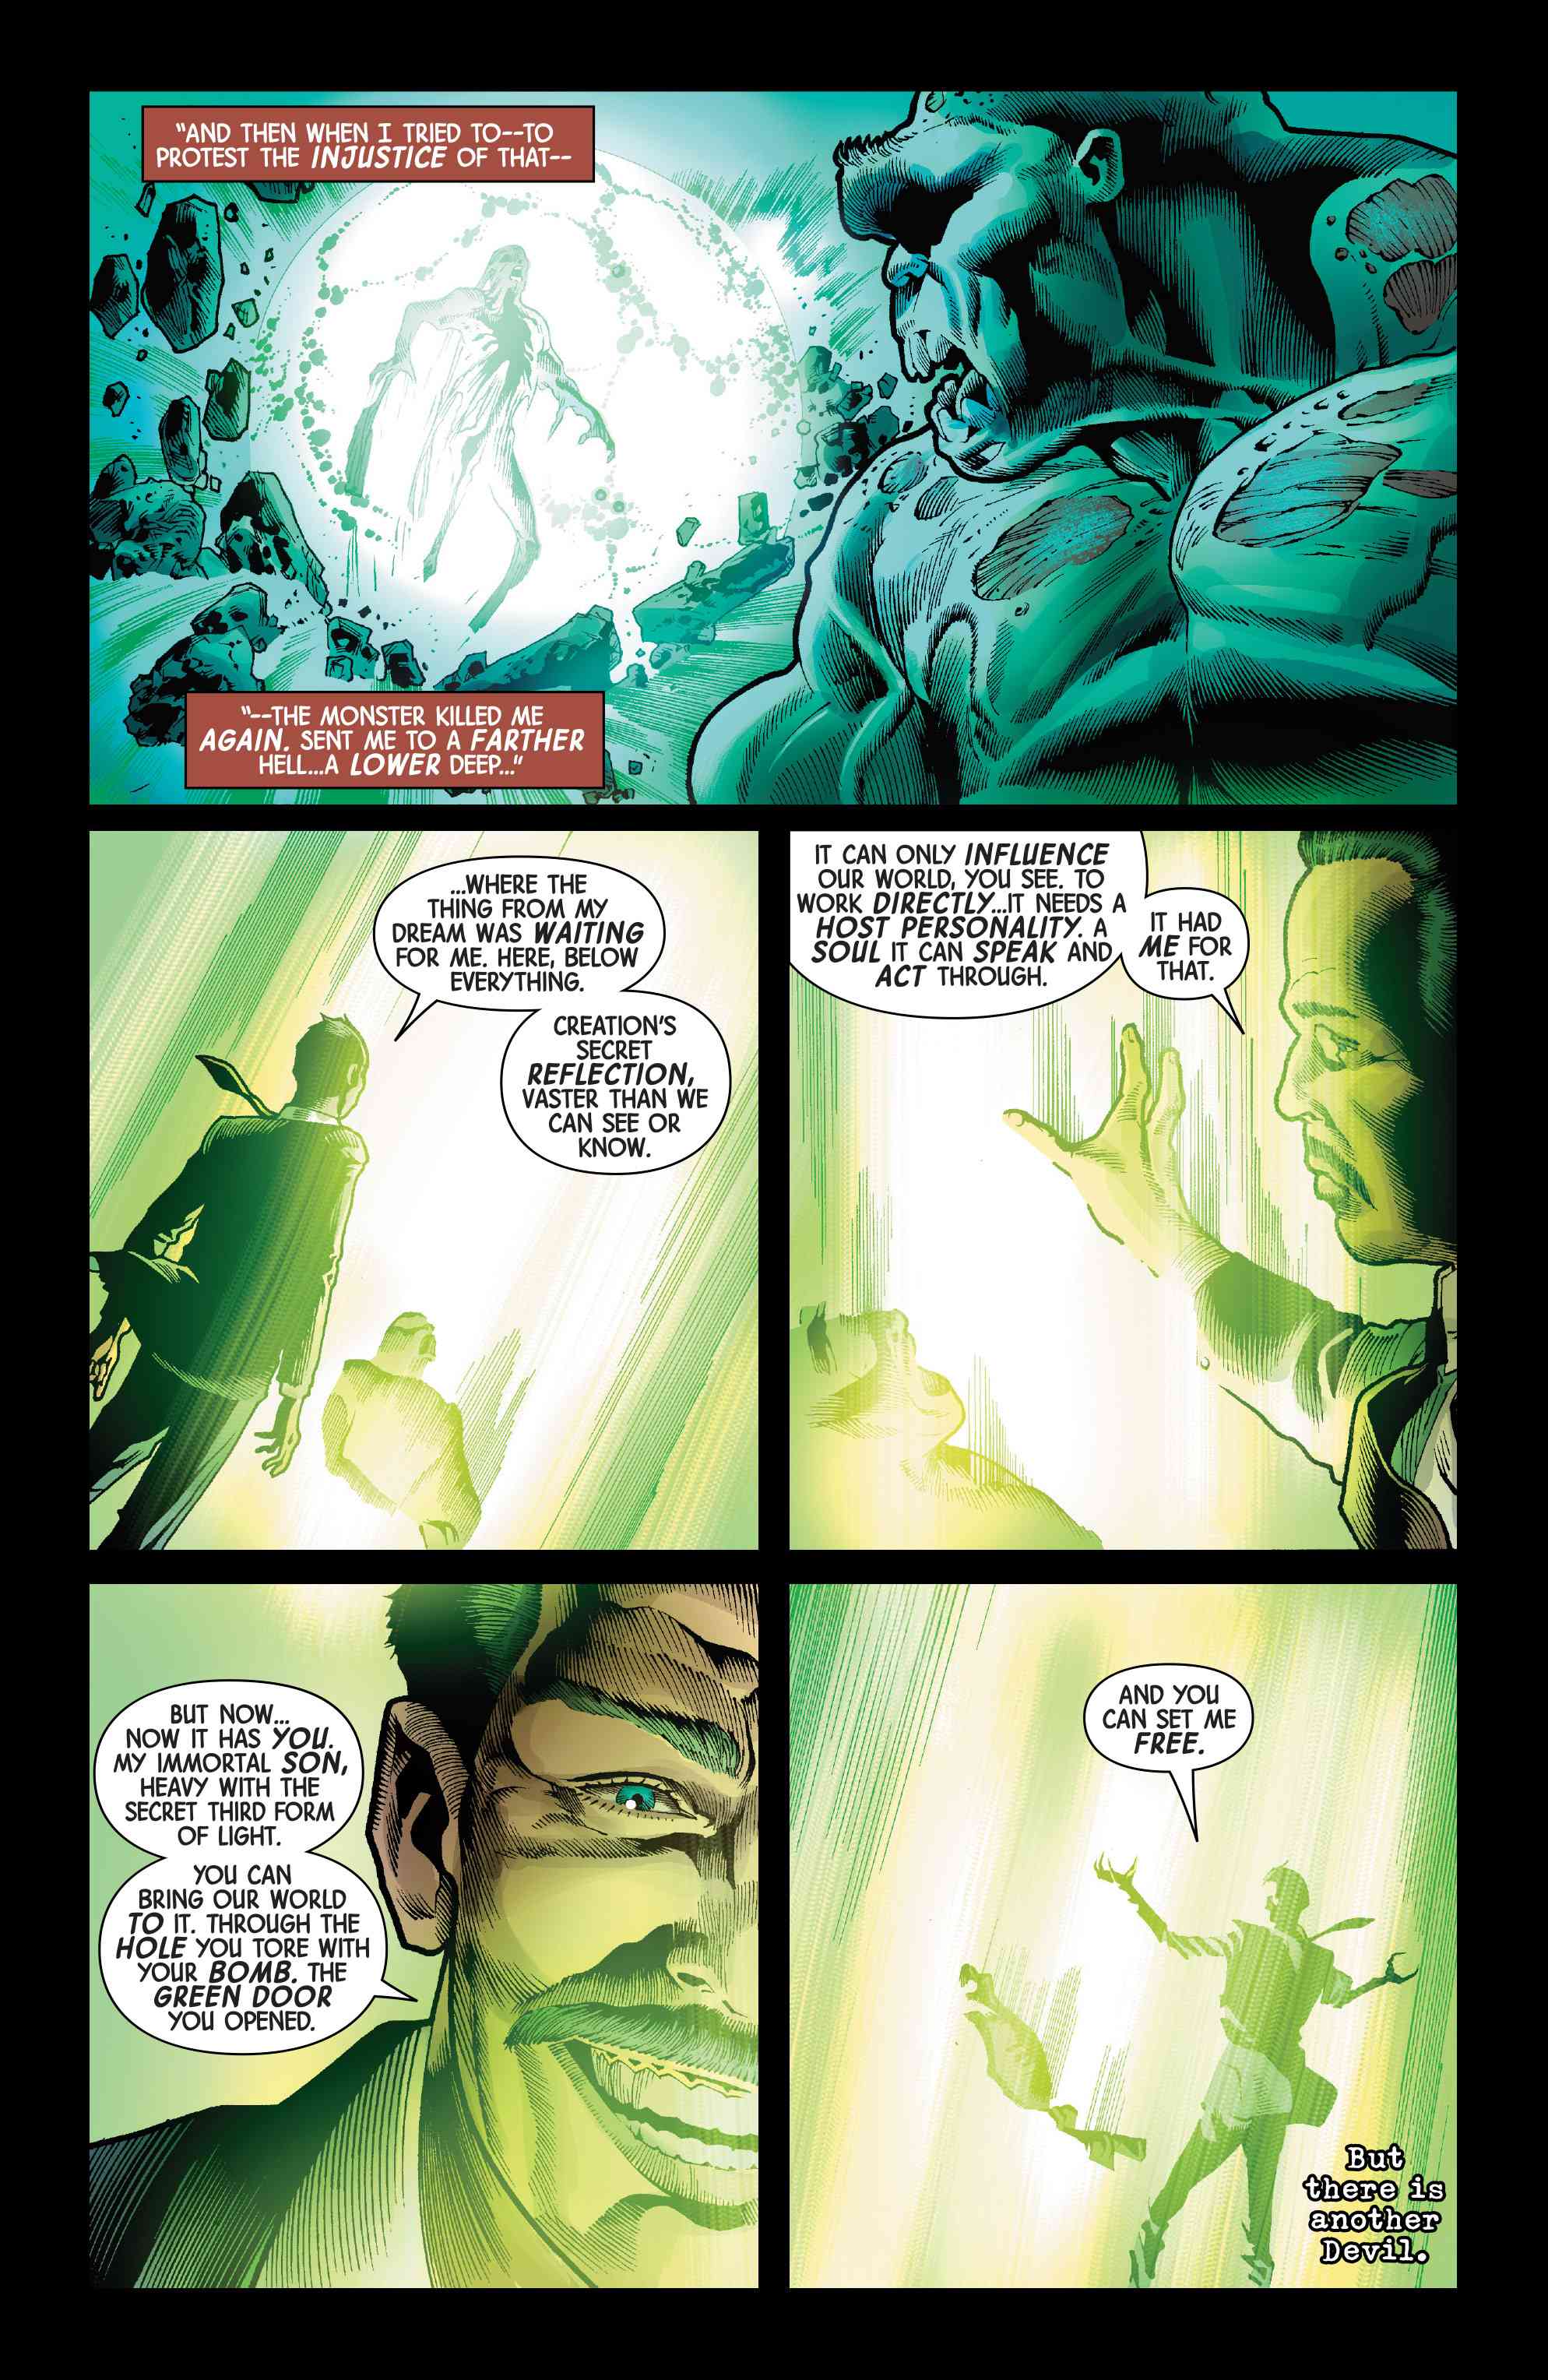 "AND THEN WHEN I TRIED TO--TO
PROTEST THE INJUSTICE OF THAT--
"--THE MONSTER KILLED ME
AGAIN. SENT ME TO A FARTHER
HELL...A LOWER DEEP..."
...WHERE THE
THING FROM MY
DREAM WAS WAITING
FOR ME. HERE, BELOW
EVERYTHING.
CREATION'S
SECRET
REFLECTION,
VASTER THAN WE
CAN SEE OR
KNOW.
IT CAN ONLY INFLUENCE
OUR WORLD, YOU SEE. TO
WORK DIRECTLY...IT NEEDS A
HOST PERSONALITY. A
SOUL IT CAN SPEAK AND
ACT THROUGH.
IT HAD
ME FOR
THAT.
BUT NOW...
NOW IT HAS YOU.
MY IMMORTAL SON,
HEAVY WITH THE
SECRET THIRD FORM
OF LIGHT.
YOU CAN
BRING OUR WORLD
TO IT. THROUGH THE
HOLE YOU TORE WITH
YOUR BOMB. THE
GREEN DOOR
YOU OPENED.
AND YOU
CAN SET ME
FREE.
But
there is
another
Devil.